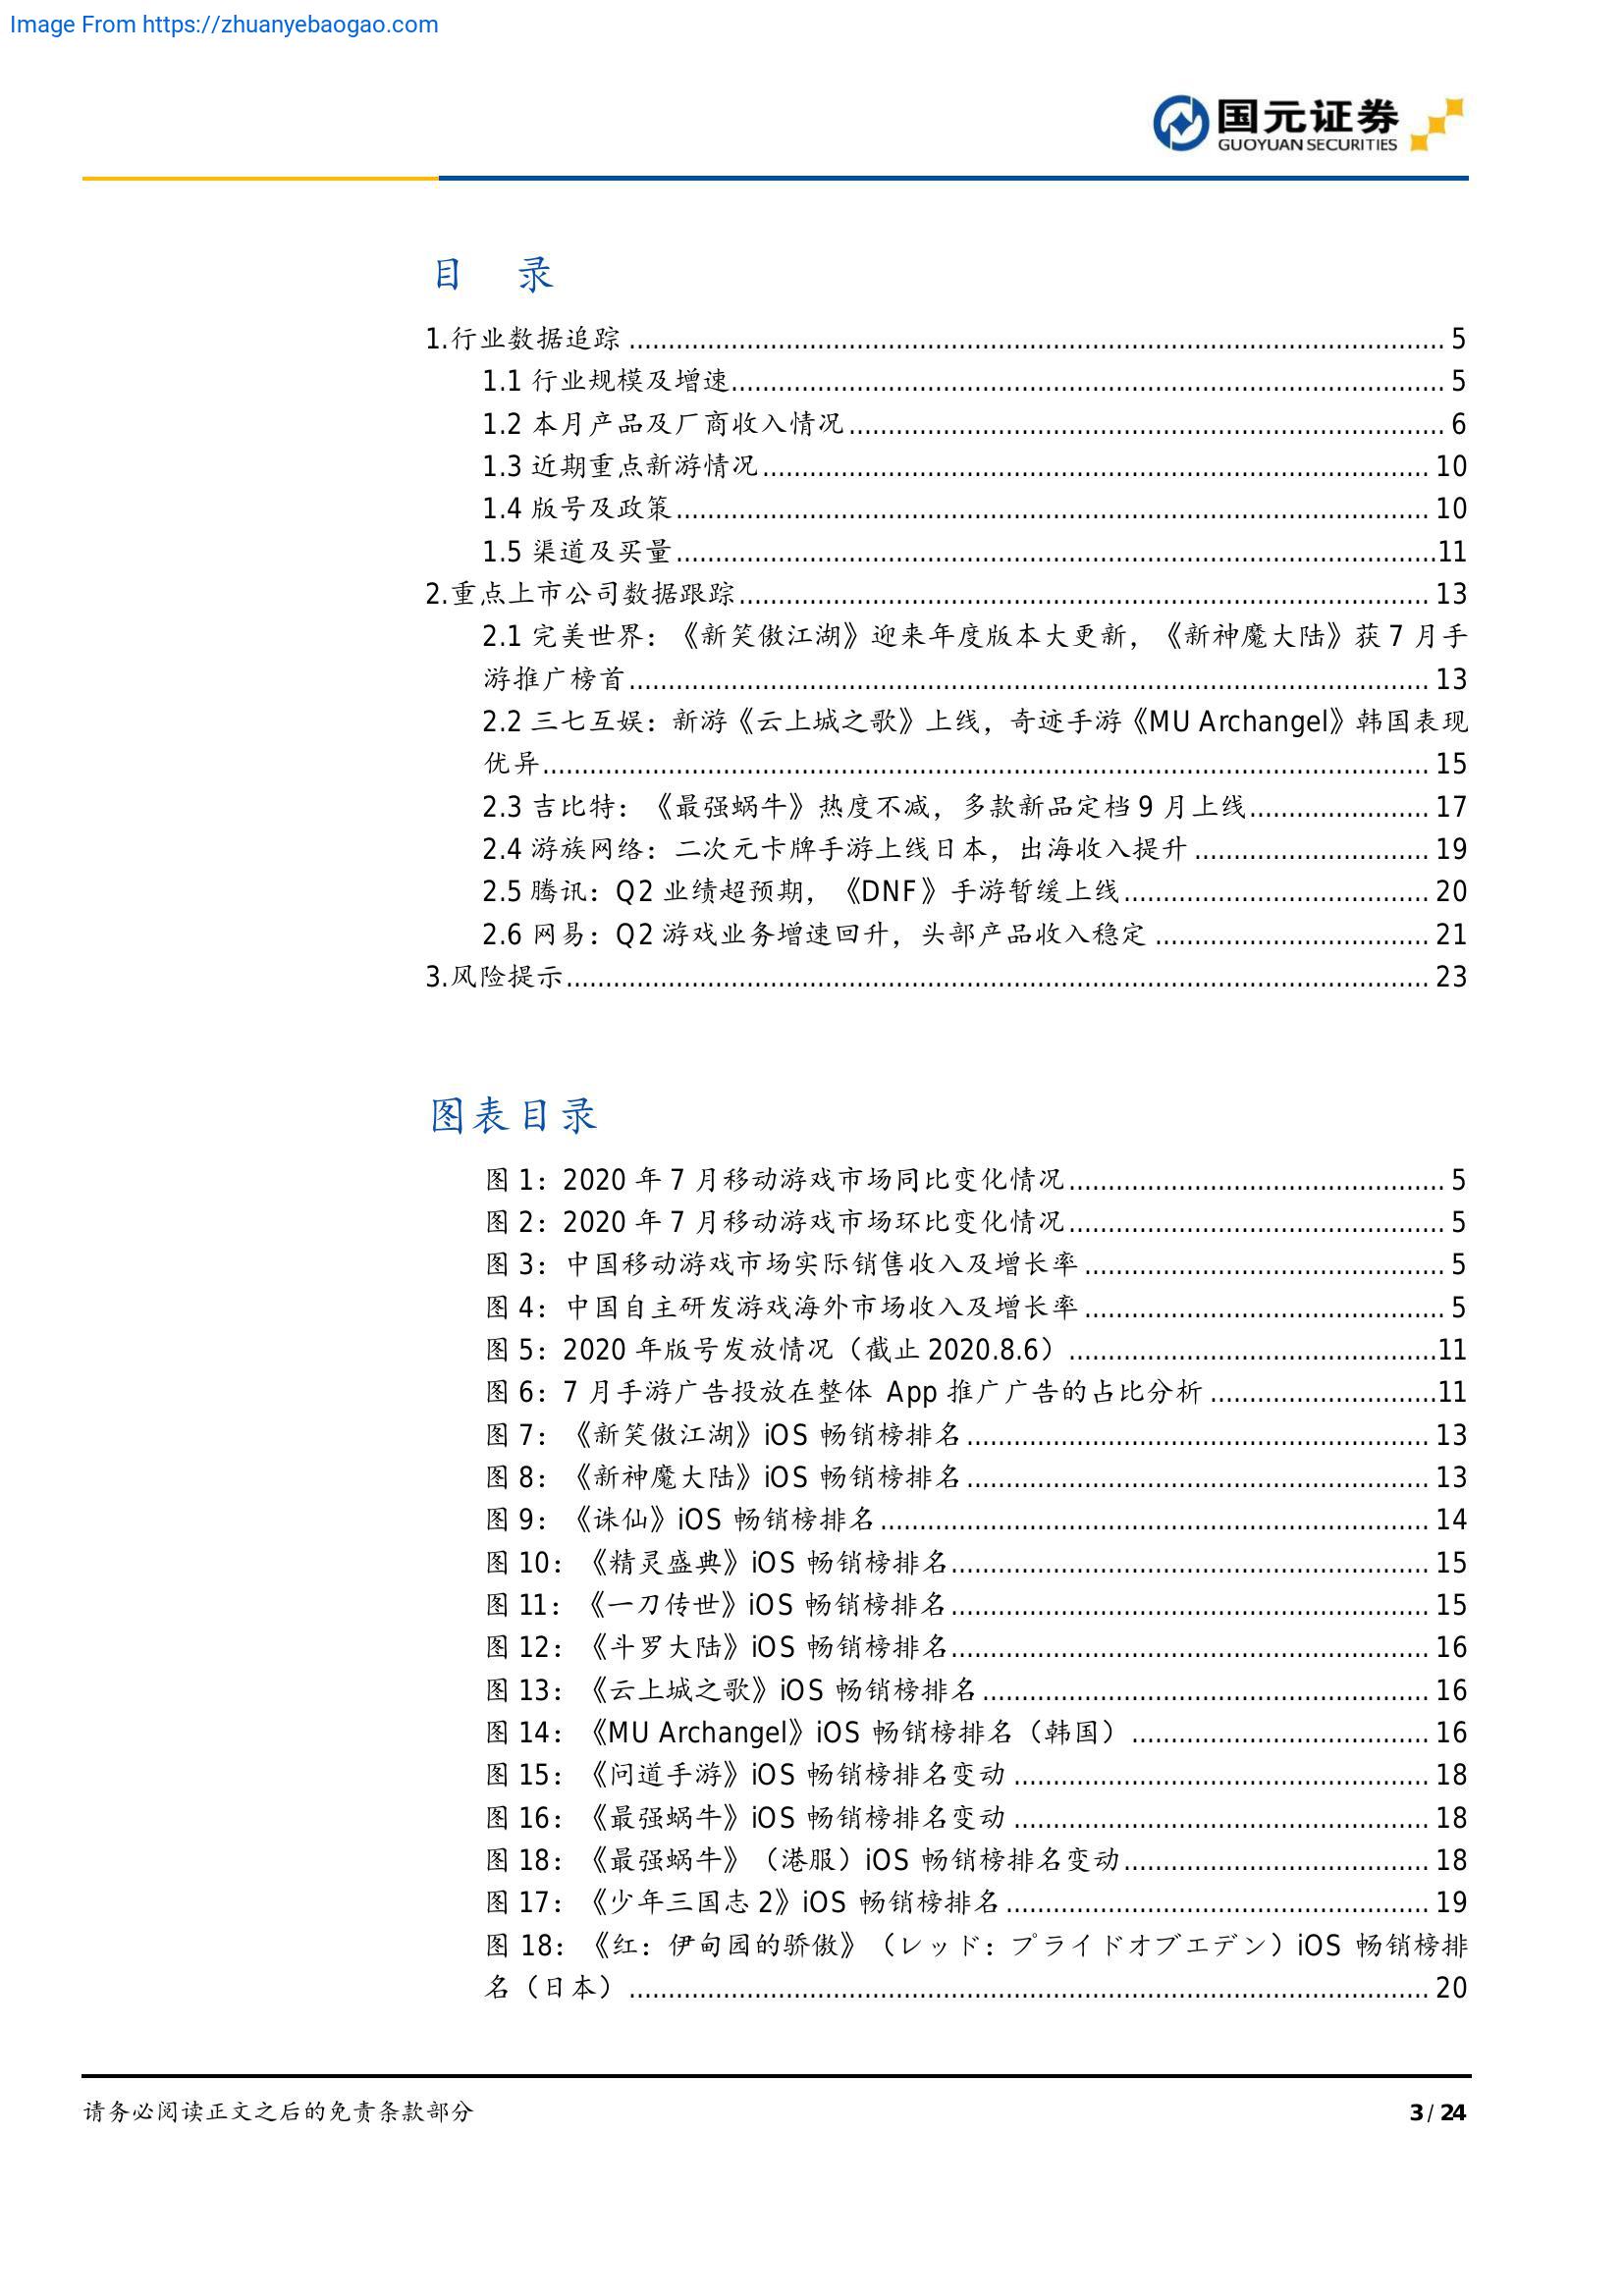 Image From https://zhuanyebaogao.com
国元证券
GUOYUAN SECURITIES
目 录
1.行业数据追踪 ........ 5
1.1 行业规模及增速 ........ 5
1.2 本月产品及厂商收入情况 ........ 6
1.3 近期重点新游情况 ........ 10
1.4 版号及政策 ........ 10
1.5 渠道及买量 ........ 11
2.重点上市公司数据跟踪 ........ 13
2.1 完美世界：《新笑傲江湖》迎来年度版本大更新，《新神魔大陆》获 7 月手
游推广榜首 ........ 13
2.2 三七互娱：新游《云上城之歌》上线，奇迹手游《MU Archangel》韩国表现
优异 ........ 15
2.3 吉比特：《最强蜗牛》热度不减，多款新品定档 9 月上线 ........ 17
2.4 游族网络：二次元卡牌手游上线日本，出海收入提升 ........ 19
2.5 腾讯：Q2 业绩超预期，《DNF》手游暂缓上线 ........ 20
2.6 网易：Q2 游戏业务增速回升，头部产品收入稳定 ........ 21
3.风险提示 ........ 23
图表目录
图 1：2020 年 7 月移动游戏市场同比变化情况 ........ 5
图 2：2020 年 7 月移动游戏市场环比变化情况 ........ 5
图 3：中国移动游戏市场实际销售收入及增长率 ........ 5
图 4：中国自主研发游戏海外市场收入及增长率 ........ 5
图 5：2020 年版号发放情况（截止 2020.8.6） ........ 11
图 6：7 月手游广告投放在整体 App 推广广告的占比分析 ........ 11
图 7：《新笑傲江湖》iOS 畅销榜排名 ........ 13
图 8：《新神魔大陆》iOS 畅销榜排名 ........ 13
图 9：《诛仙》iOS 畅销榜排名 ........ 14
图 10：《精灵盛典》iOS 畅销榜排名 ........ 15
图 11：《一刀传世》iOS 畅销榜排名 ........ 15
图 12：《斗罗大陆》iOS 畅销榜排名 ........ 16
图 13：《云上城之歌》iOS 畅销榜排名 ........ 16
图 14：《MU Archangel》iOS 畅销榜排名（韩国） ........ 16
图 15：《问道手游》iOS 畅销榜排名变动 ........ 18
图 16：《最强蜗牛》iOS 畅销榜排名变动 ........ 18
图 18：《最强蜗牛》（港服）iOS 畅销榜排名变动 ........ 18
图 17：《少年三国志 2》iOS 畅销榜排名 ........ 19
图 18：《红：伊甸园的骄傲》（レッド：プライドオブエデン）iOS 畅销榜排
名（日本） ........ 20
请务必阅读正文之后的免责条款部分
3 / 24